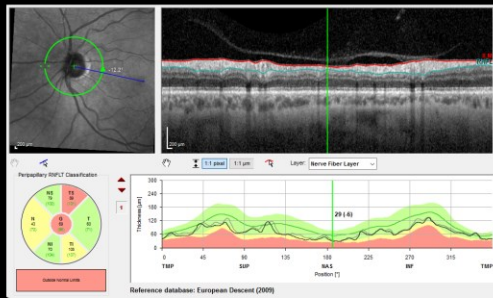 -12.2°
200 µm
200 µm
1:1 pixel
1:1 µm
Layer:
Nerve Fiber Layer
Peripapillary RNFLT Classification
NS
TS
N
G
T
NI
TI
Outside Normal Limits
Thickness [µm]
300
240
180
120
60
0
29 (-6)
0
45
90
135
180
225
270
315
TMP
SUP
NAS
INF
TMP
Position [°]
Reference database: European Descent (2009)